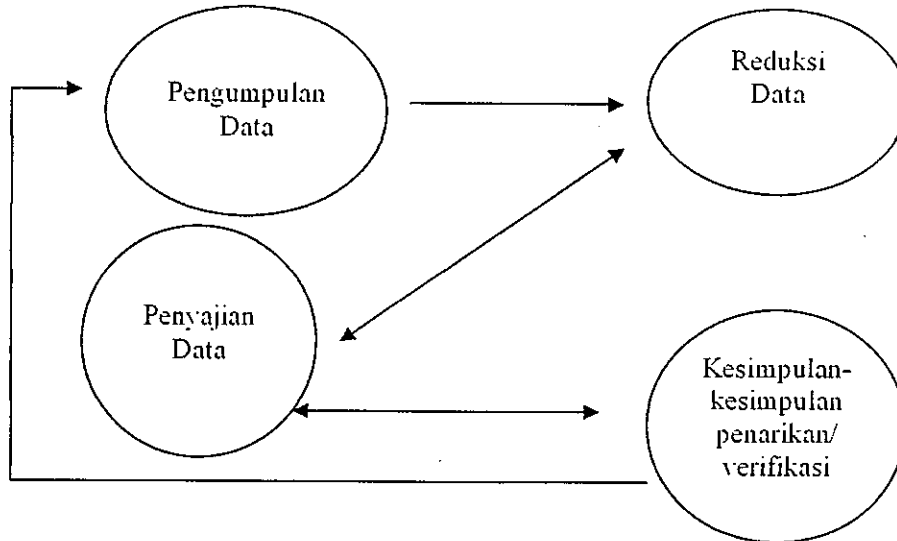 Pengumpulan
Data
Reduksi
Data
Penyajian
Data
Kesimpulan-
kesimpulan
penarikan/
verifikasi